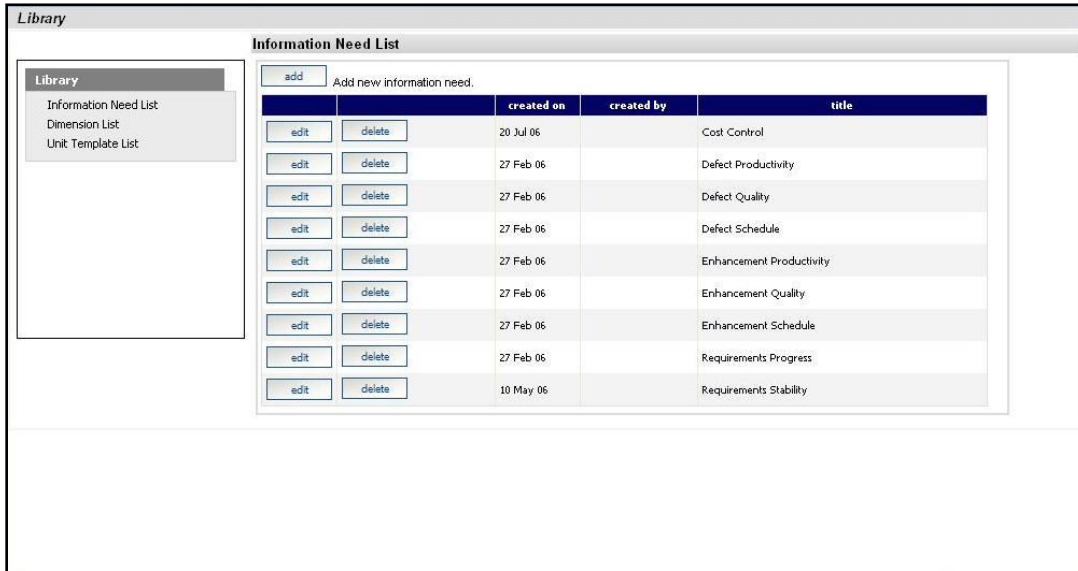 Library
Information Need List
Library
Information Need List
Dimension List
Unit Template List
add Add new information need.
created on created by title
edit delete 20 Jul 06 Cost Control
edit delete 27 Feb 06 Defect Productivity
edit delete 27 Feb 06 Defect Quality
edit delete 27 Feb 06 Defect Schedule
edit delete 27 Feb 06 Enhancement Productivity
edit delete 27 Feb 06 Enhancement Quality
edit delete 27 Feb 06 Enhancement Schedule
edit delete 27 Feb 06 Requirements Progress
edit delete 10 May 06 Requirements Stability